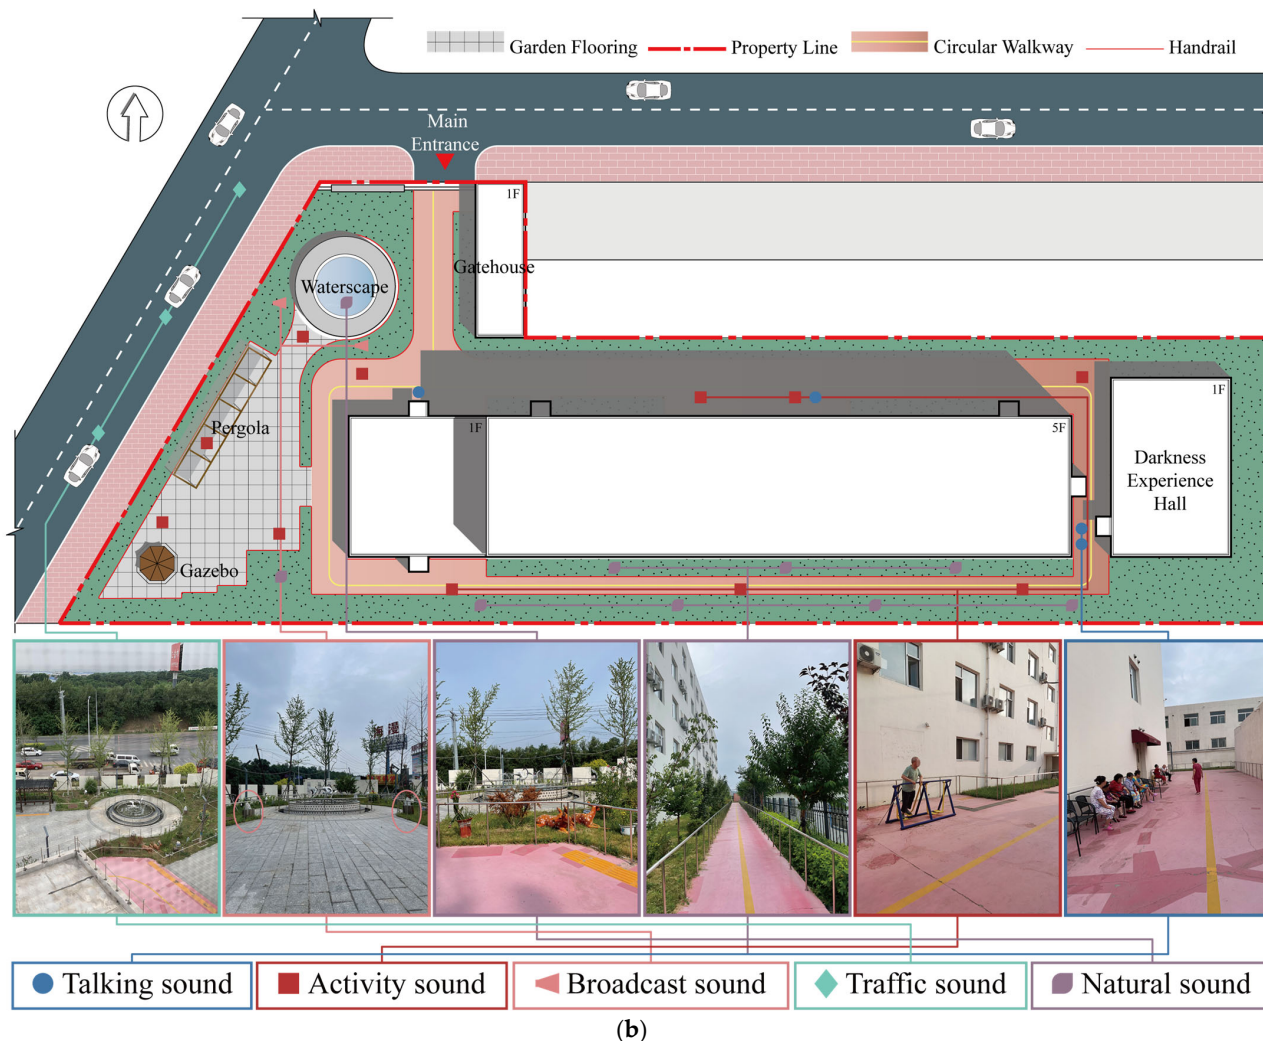 Garden Flooring
Property Line
Circular Walkway
Handrail
Main
Entrance
1F
Gatehouse
Waterscape
1F
Pergola
1F
5F
Darkness
Experience
Hall
Gazebo
Talking sound
Activity sound
Broadcast sound
Traffic sound
Natural sound
(b)